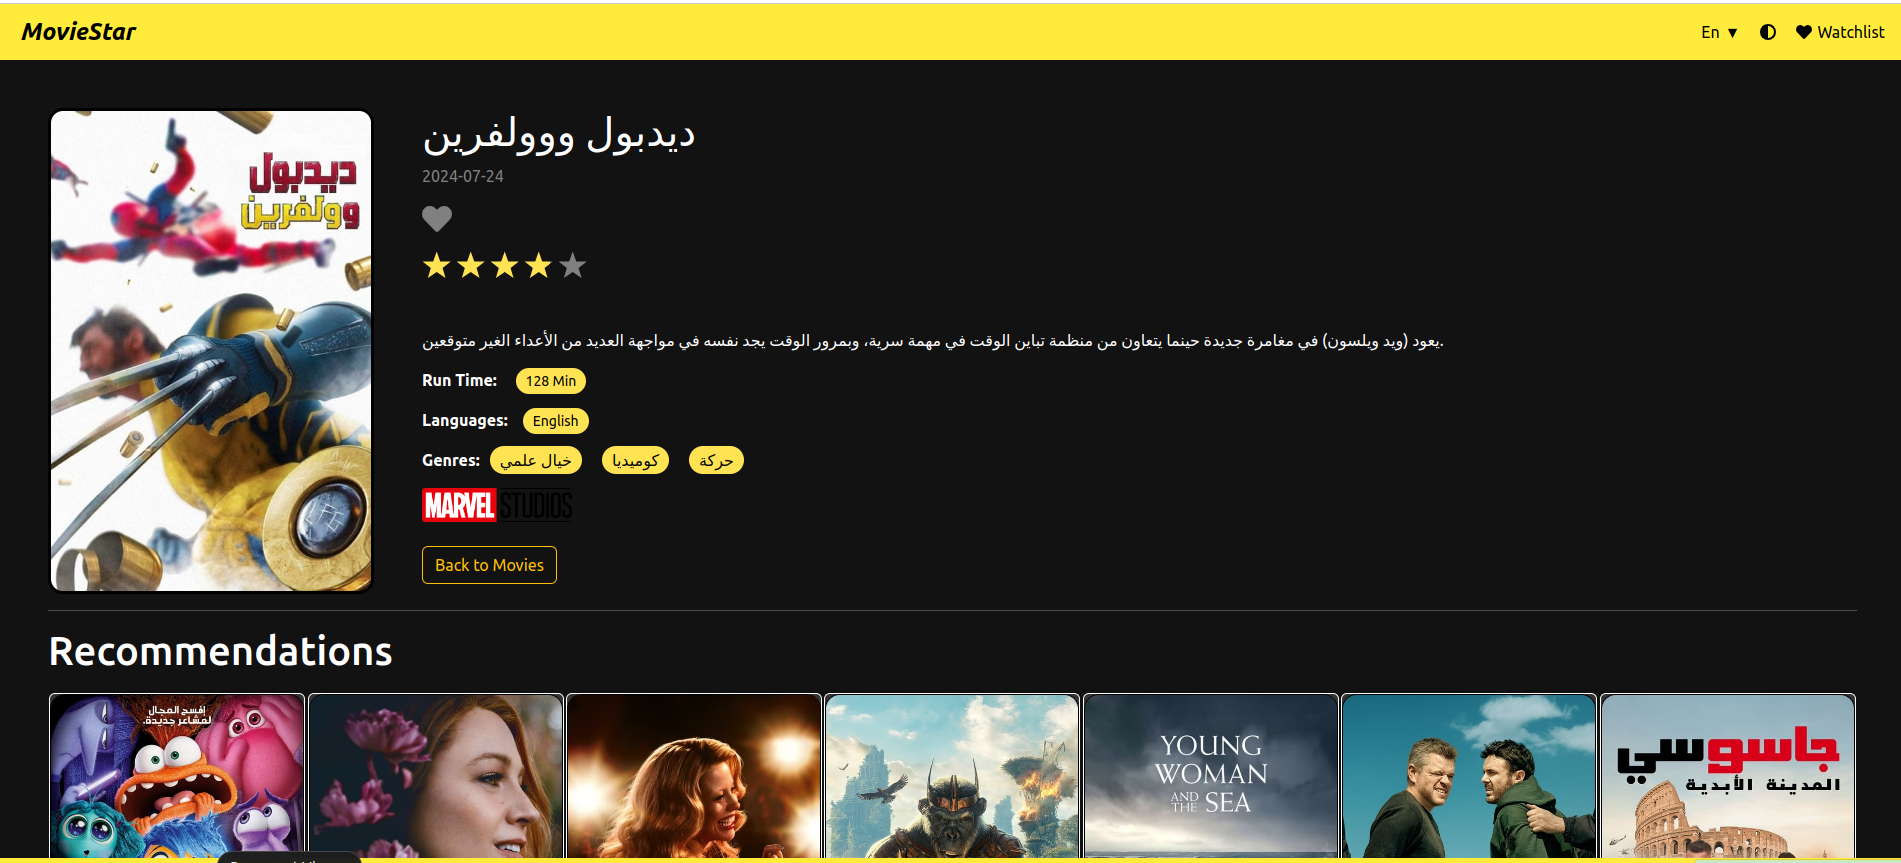 MovieStar
En ▼
Watchlist
ديدبول
وولفرين
ديدبول ووولفرين
2024-07-24
يعود (ويد ويلسون) في مغامرة جديدة حينما يتعاون من منظمة تباين الوقت في مهمة سرية، وبمرور الوقت يجد نفسه في مواجهة العديد من الأعداء الغير متوقعين.
Run Time: 128 Min
Languages: English
Genres: خيال علمي كوميديا حركة
MARVEL STUDIOS
Back to Movies
Recommendations
إفسح المجال
لمشاعر جديدة.
YOUNG
WOMAN
AND THE SEA
جاسوسي
المدينة الأبدية